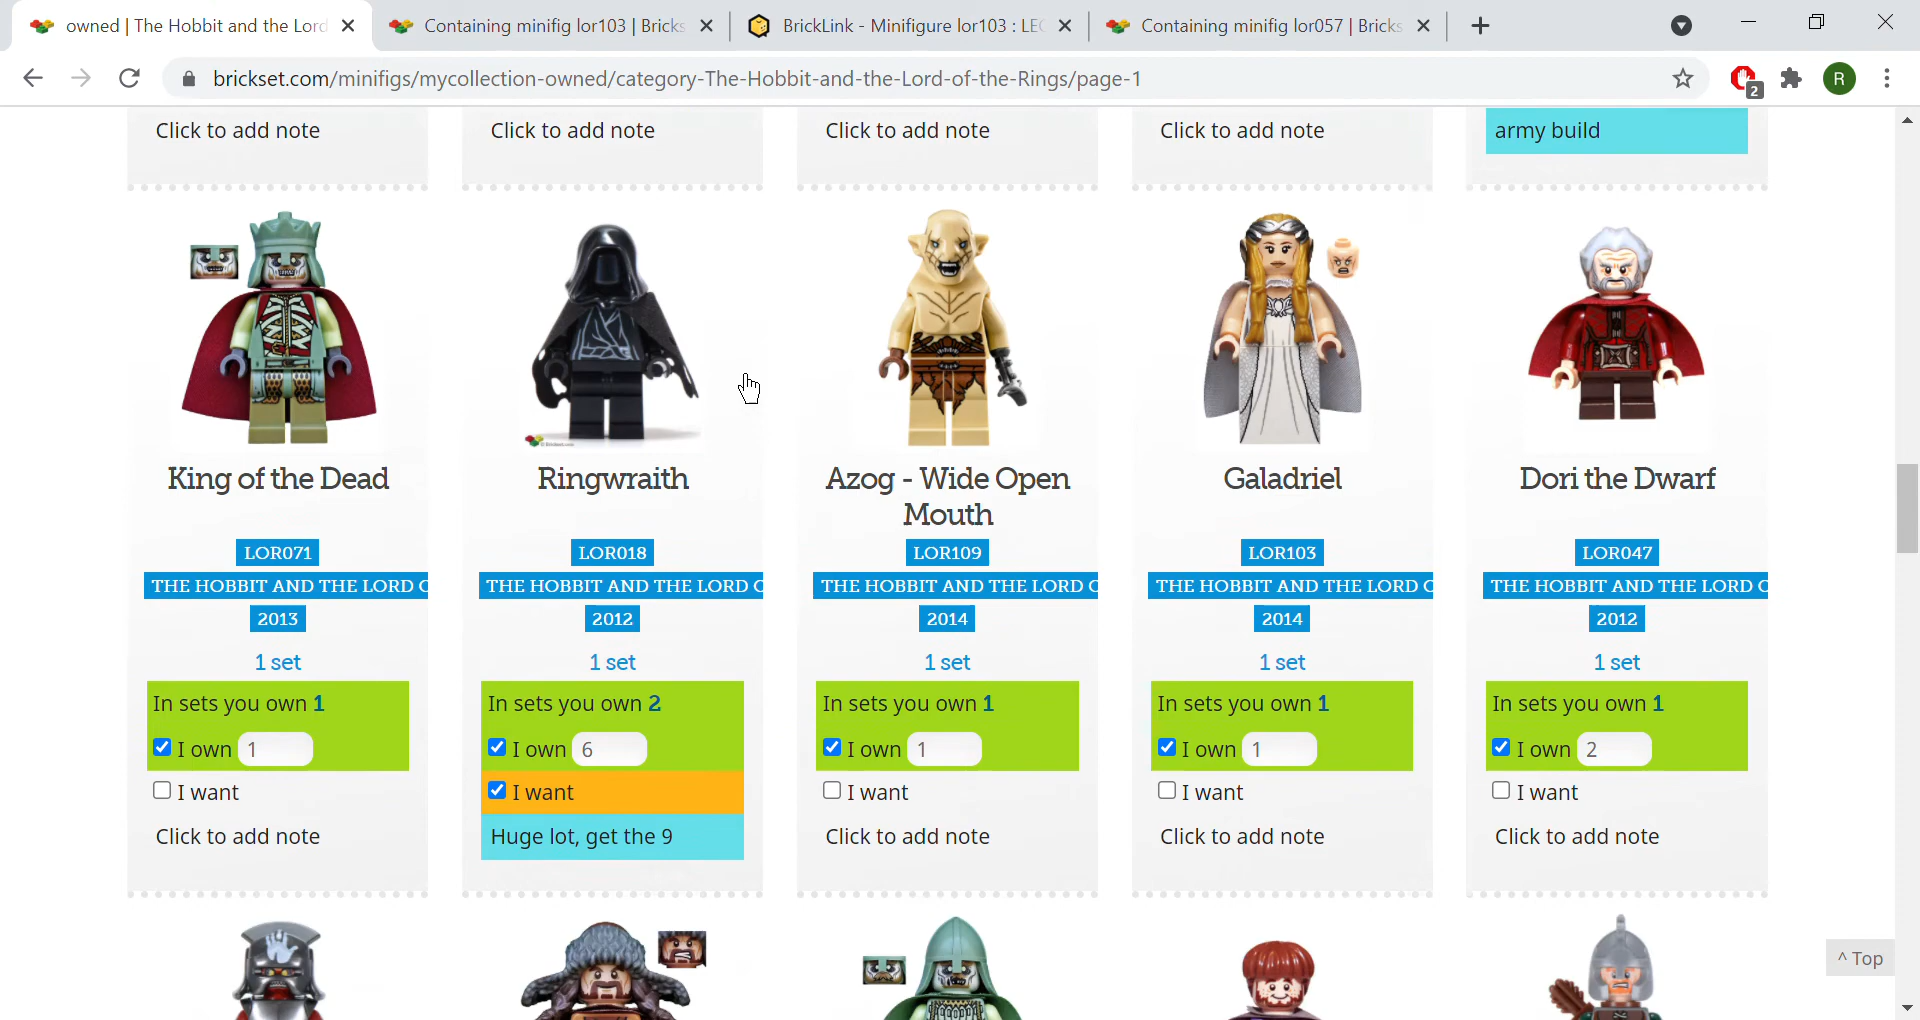 owned | The Hobbit and the Lord
Containing minifig lor103 | Bricks
BrickLink - Minifigure lor103 : LEG
Containing minifig lor057 | Bricks
brickset.com/minifigs/mycollection-owned/category-The-Hobbit-and-the-Lord-of-the-Rings/page-1
2
R
Click to add note
Click to add note
Click to add note
Click to add note
army build
King of the Dead
Ringwraith
Azog - Wide Open
Mouth
Galadriel
Dori the Dwarf
LOR071
LOR018
LOR109
LOR103
LOR047
THE HOBBIT AND THE LORD O
THE HOBBIT AND THE LORD O
THE HOBBIT AND THE LORD O
THE HOBBIT AND THE LORD O
THE HOBBIT AND THE LORD O
2013
2012
2014
2014
2012
1 set
1 set
1 set
1 set
1 set
In sets you own 1
In sets you own 2
In sets you own 1
In sets you own 1
In sets you own 1
I own 1
I own 6
I own 1
I own 1
I own 2
I want
I want
I want
I want
I want
Click to add note
Huge lot, get the 9
Click to add note
Click to add note
Click to add note
^ Top